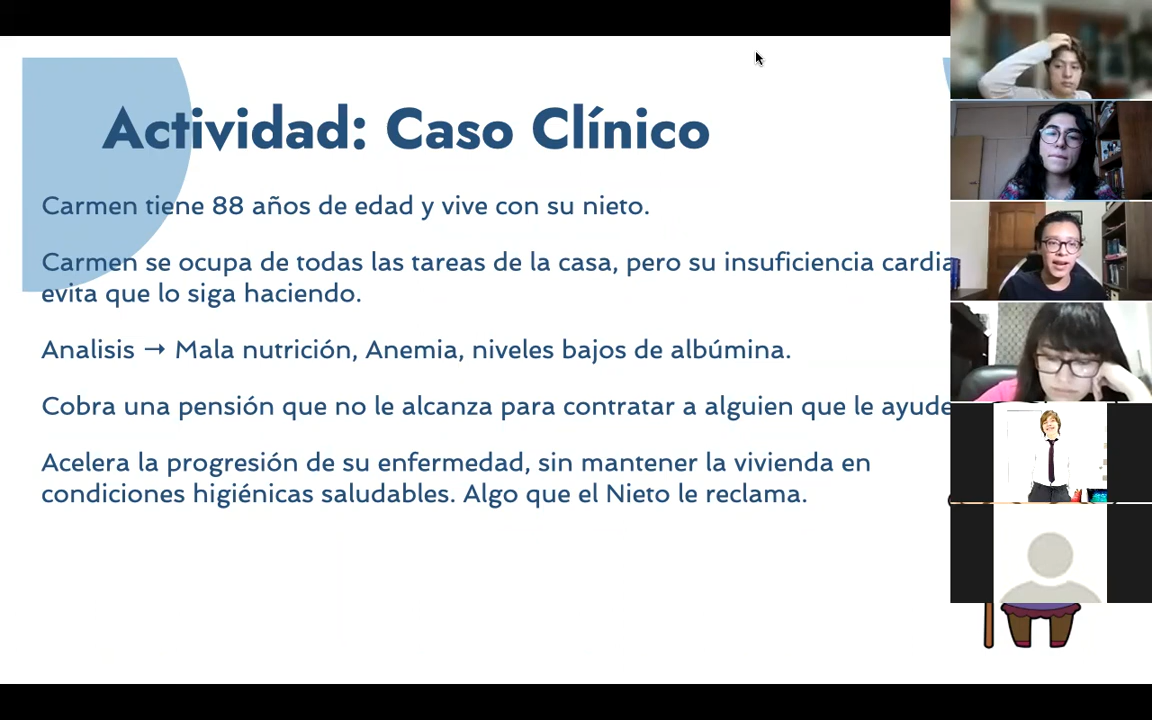 Actividad: Caso Clínico
Carmen tiene 88 años de edad y vive con su nieto.
Carmen se ocupa de todas las tareas de la casa, pero su insuficiencia
evita que lo siga haciendo.
Analisis → Mala nutrición, Anemia, niveles bajos de albúmina.
Cobra una pensión que no le alcanza para contratar a alguien que le ayude
Acelera la progresión de su enfermedad, sin mantener la vivienda en
condiciones higiénicas saludables. Algo que el Nieto le reclama.